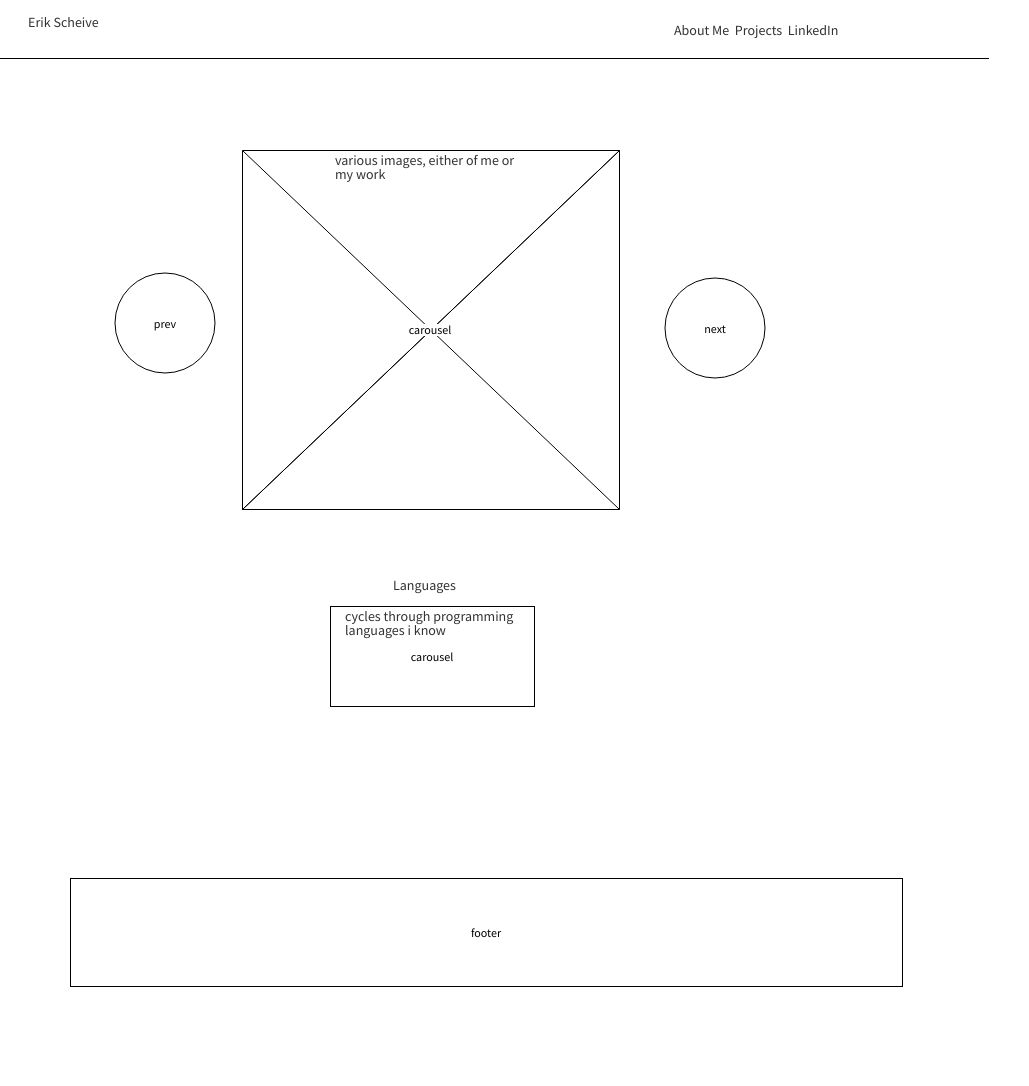 Erik Scheive
About Me Projects LinkedIn
various images, either of me or
my work
prev
carousel
next
Languages
cycles through programming
languages i know
carousel
footer